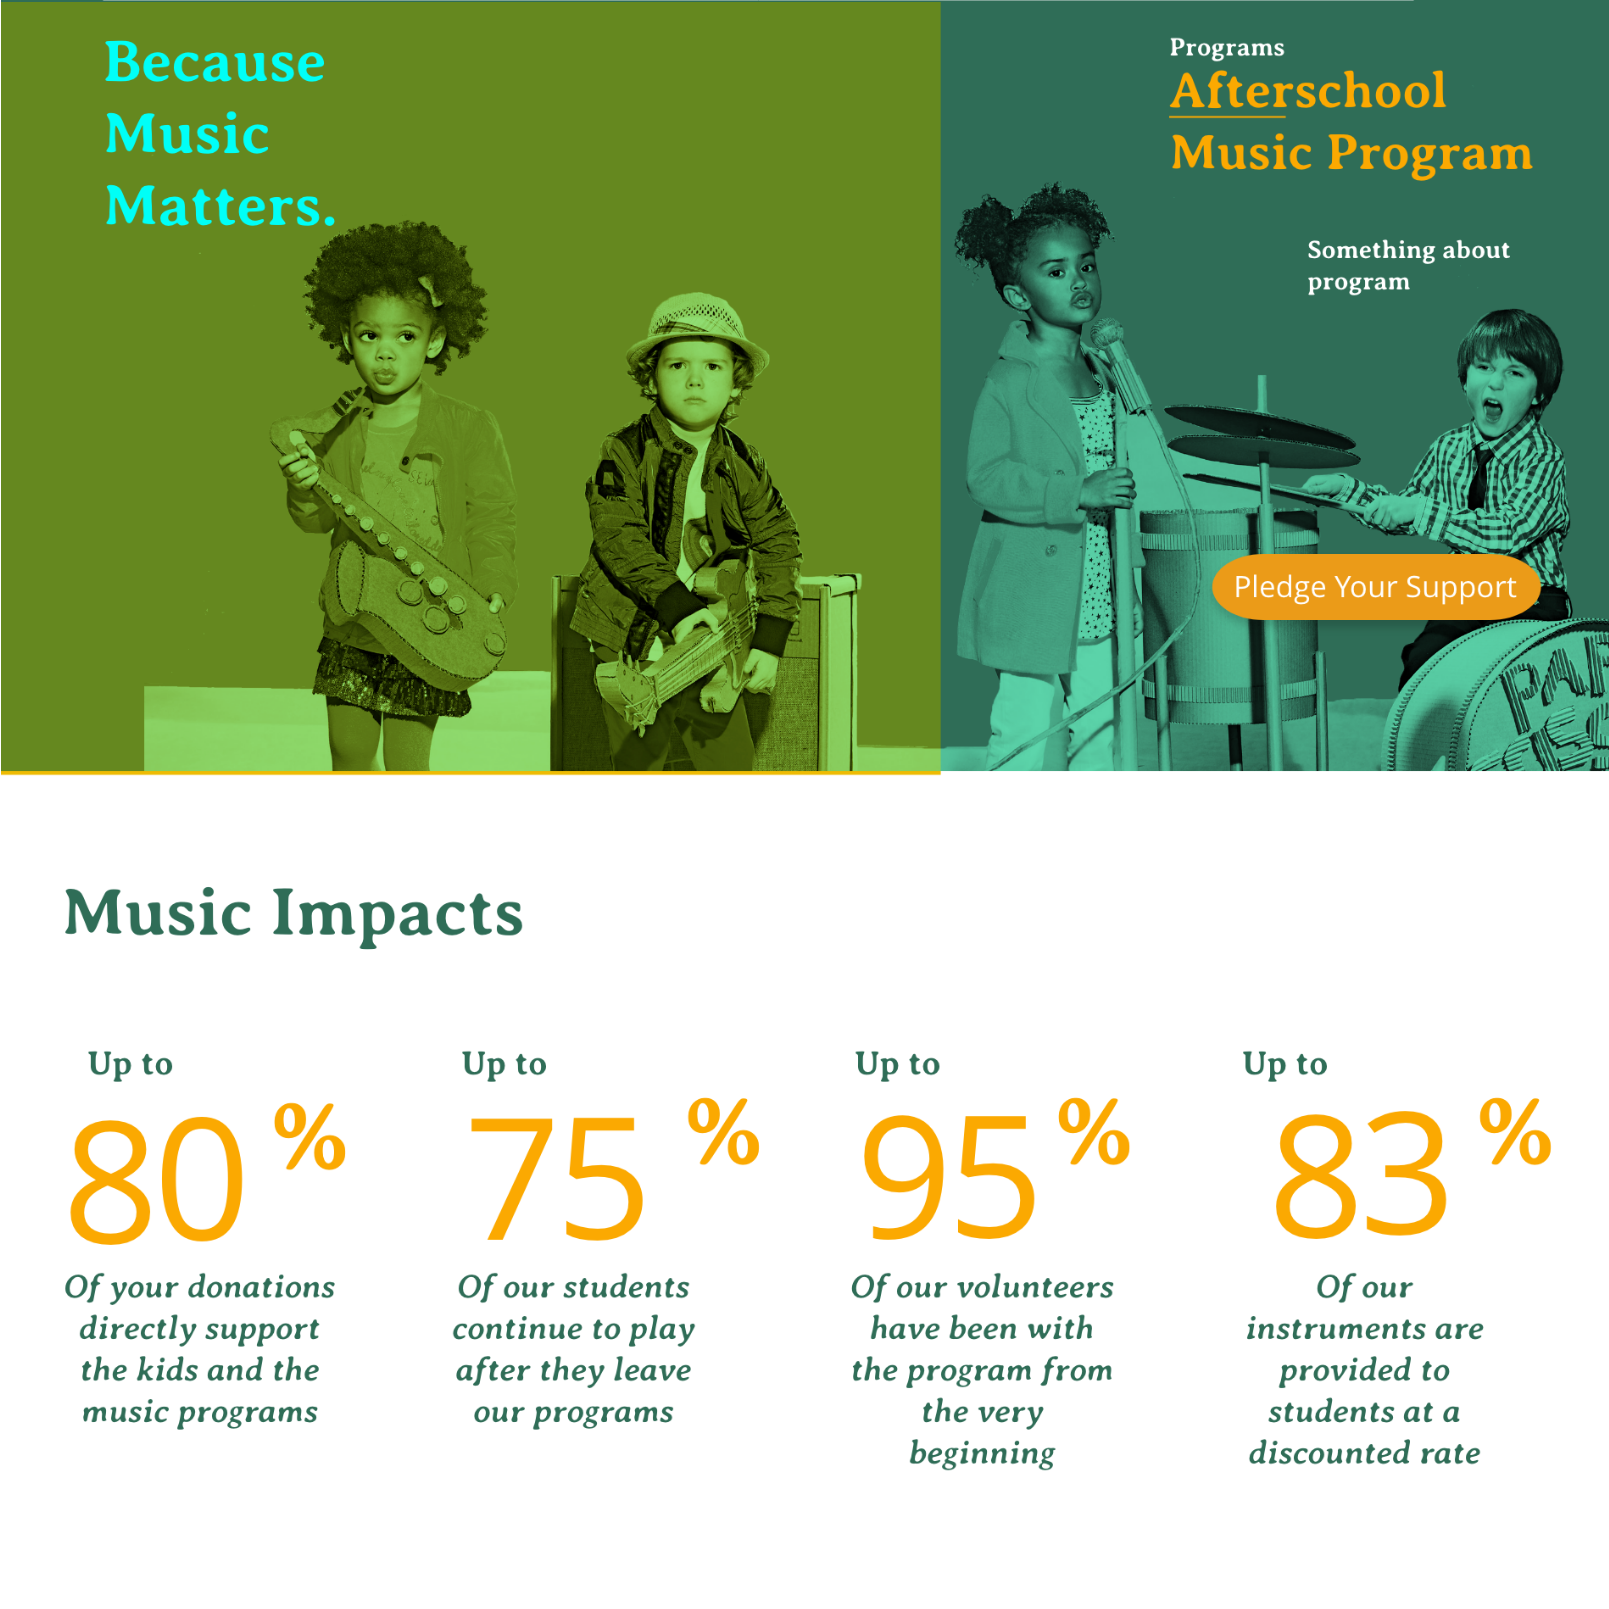 Because
Music
Matters.
Programs
Afterschool
Music Program
Something about
program
Pledge Your Support
Music Impacts
Up to
80%
Of your donations
directly support
the kids and the
music programs
Up to
75%
Of our students
continue to play
after they leave
our programs
Up to
95%
Of our volunteers
have been with
the program from
the very
beginning
Up to
83%
Of our
instruments are
provided to
students at a
discounted rate